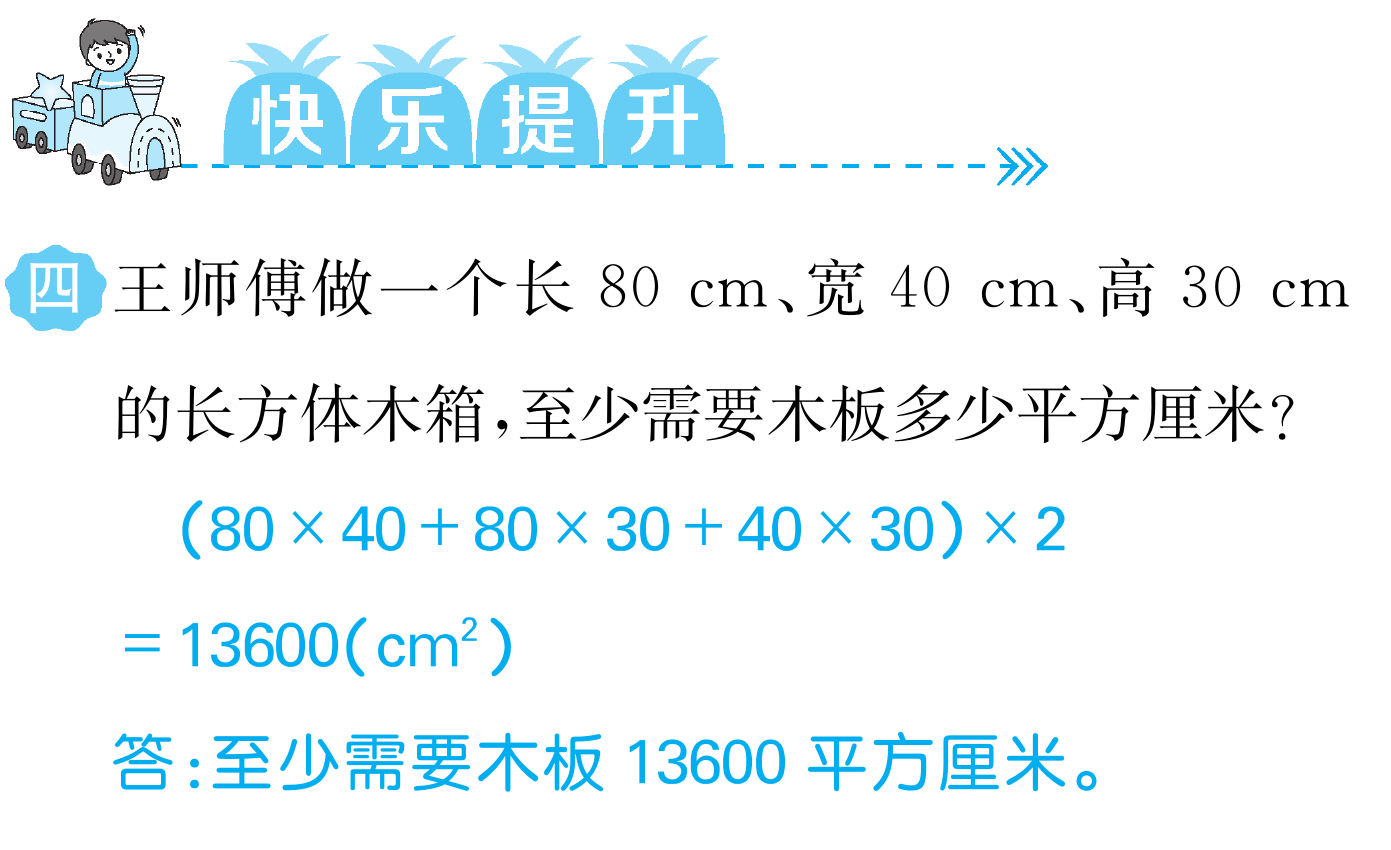 快乐提升
四 王师傅做一个长 80 cm、宽 40 cm、高 30 cm
的长方体木箱,至少需要木板多少平方厘米?
(80×40+80×30+40×30)×2
=13600(cm²)
答:至少需要木板 13600 平方厘米。